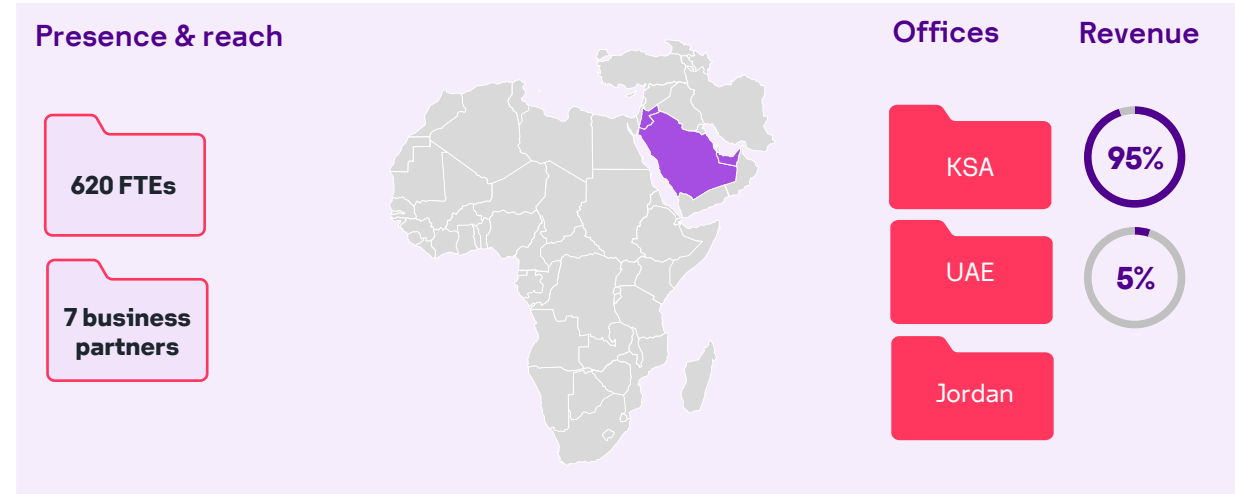 Presence & reach
620 FTEs
7 business
partners
Offices
Revenue
KSA
95%
UAE
5%
Jordan